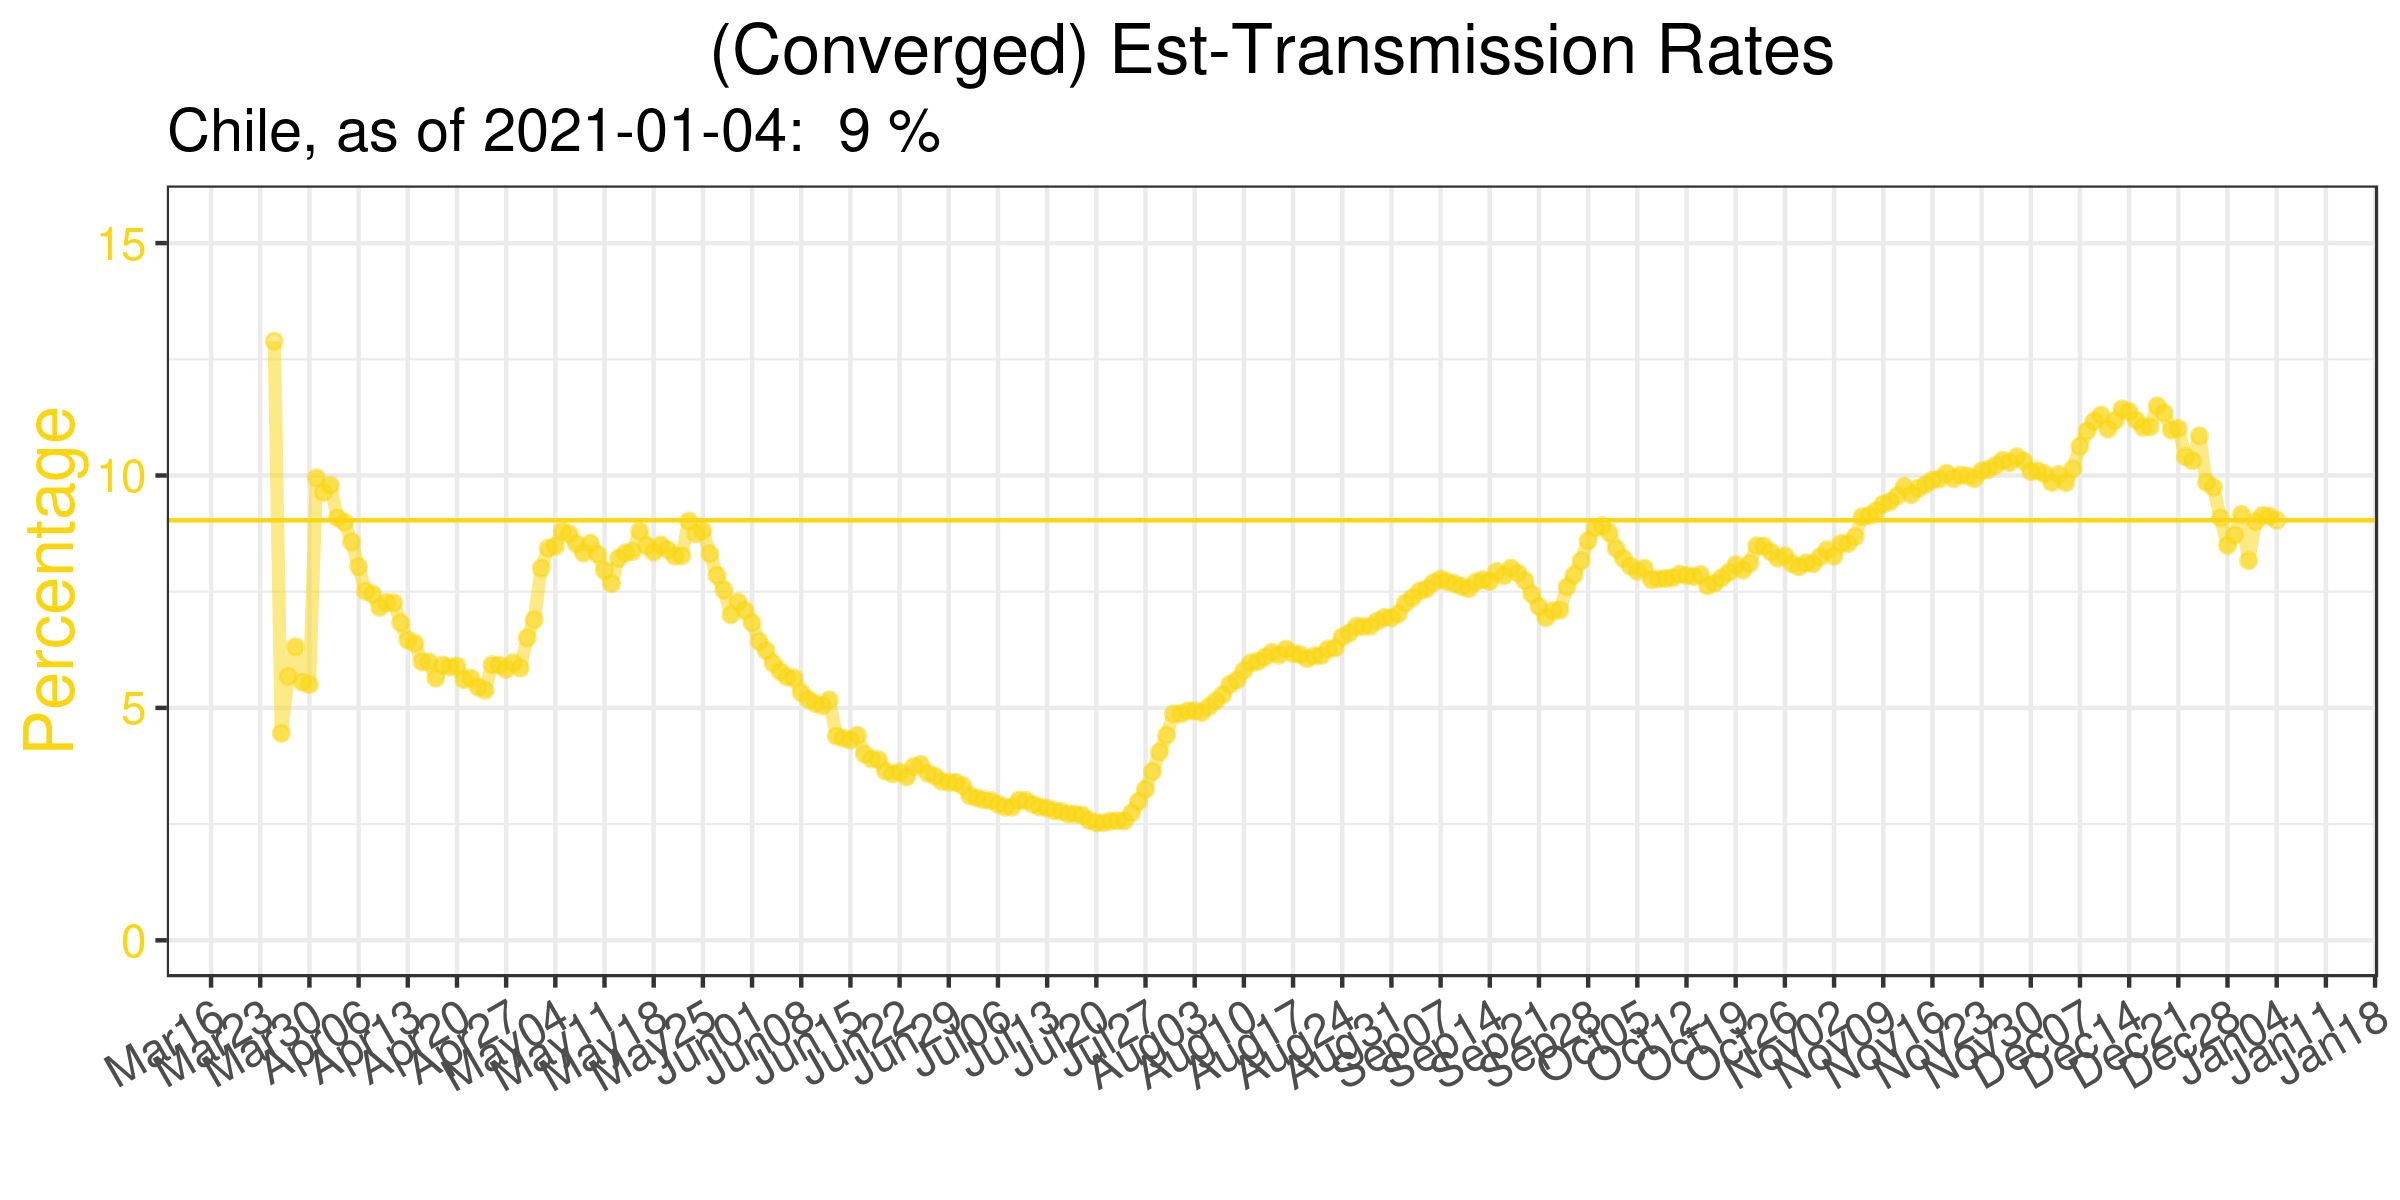 (Converged) Est-Transmission Rates
Chile, as of 2021-01-04:  9 %
Percentage
15
10
5
0
Mar16
Mar23
Mar30
Apr06
Apr13
Apr20
Apr27
May04
May11
May18
May25
Jun01
Jun08
Jun15
Jun22
Jun29
Jul06
Jul13
Jul20
Jul27
Aug03
Aug10
Aug17
Aug24
Aug31
Sep07
Sep14
Sep21
Sep28
Oct05
Oct12
Oct19
Oct26
Nov02
Nov09
Nov16
Nov23
Nov30
Dec07
Dec14
Dec21
Dec28
Jan04
Jan11
Jan18